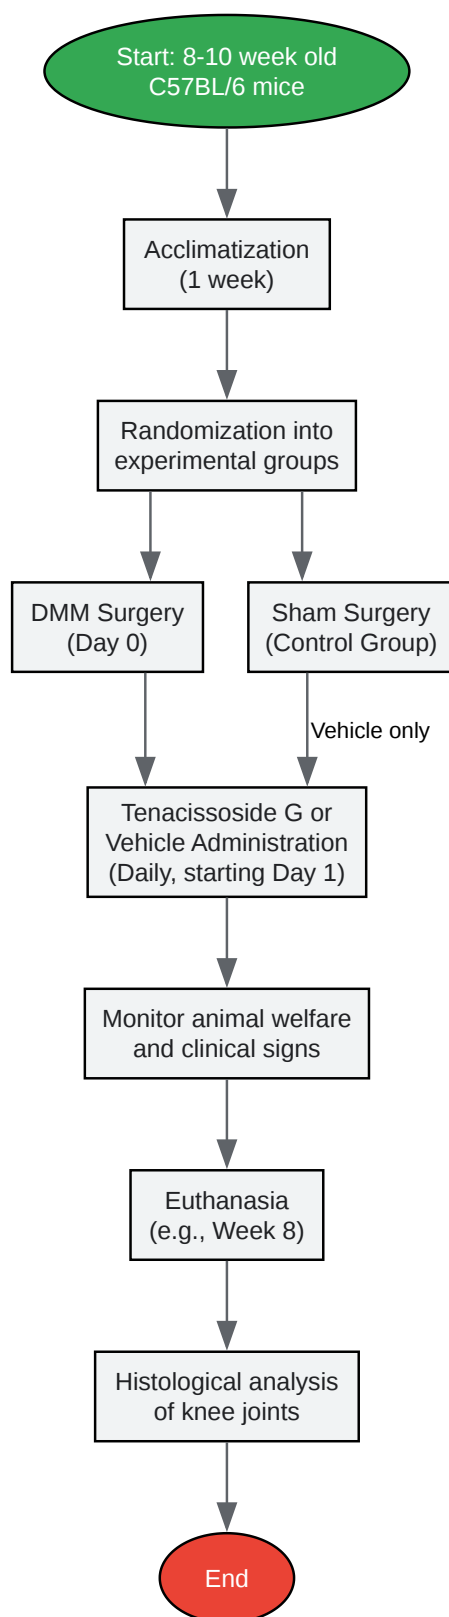 Start: 8-10 week old
C57BL/6 mice
Acclimatization
(1 week)
Randomization into
experimental groups
DMM Surgery
(Day 0)
Sham Surgery
(Control Group)
Vehicle only
Tenacissoside G or
Vehicle Administration
(Daily, starting Day 1)
Monitor animal welfare
and clinical signs
Euthanasia
(e.g., Week 8)
Histological analysis
of knee joints
End